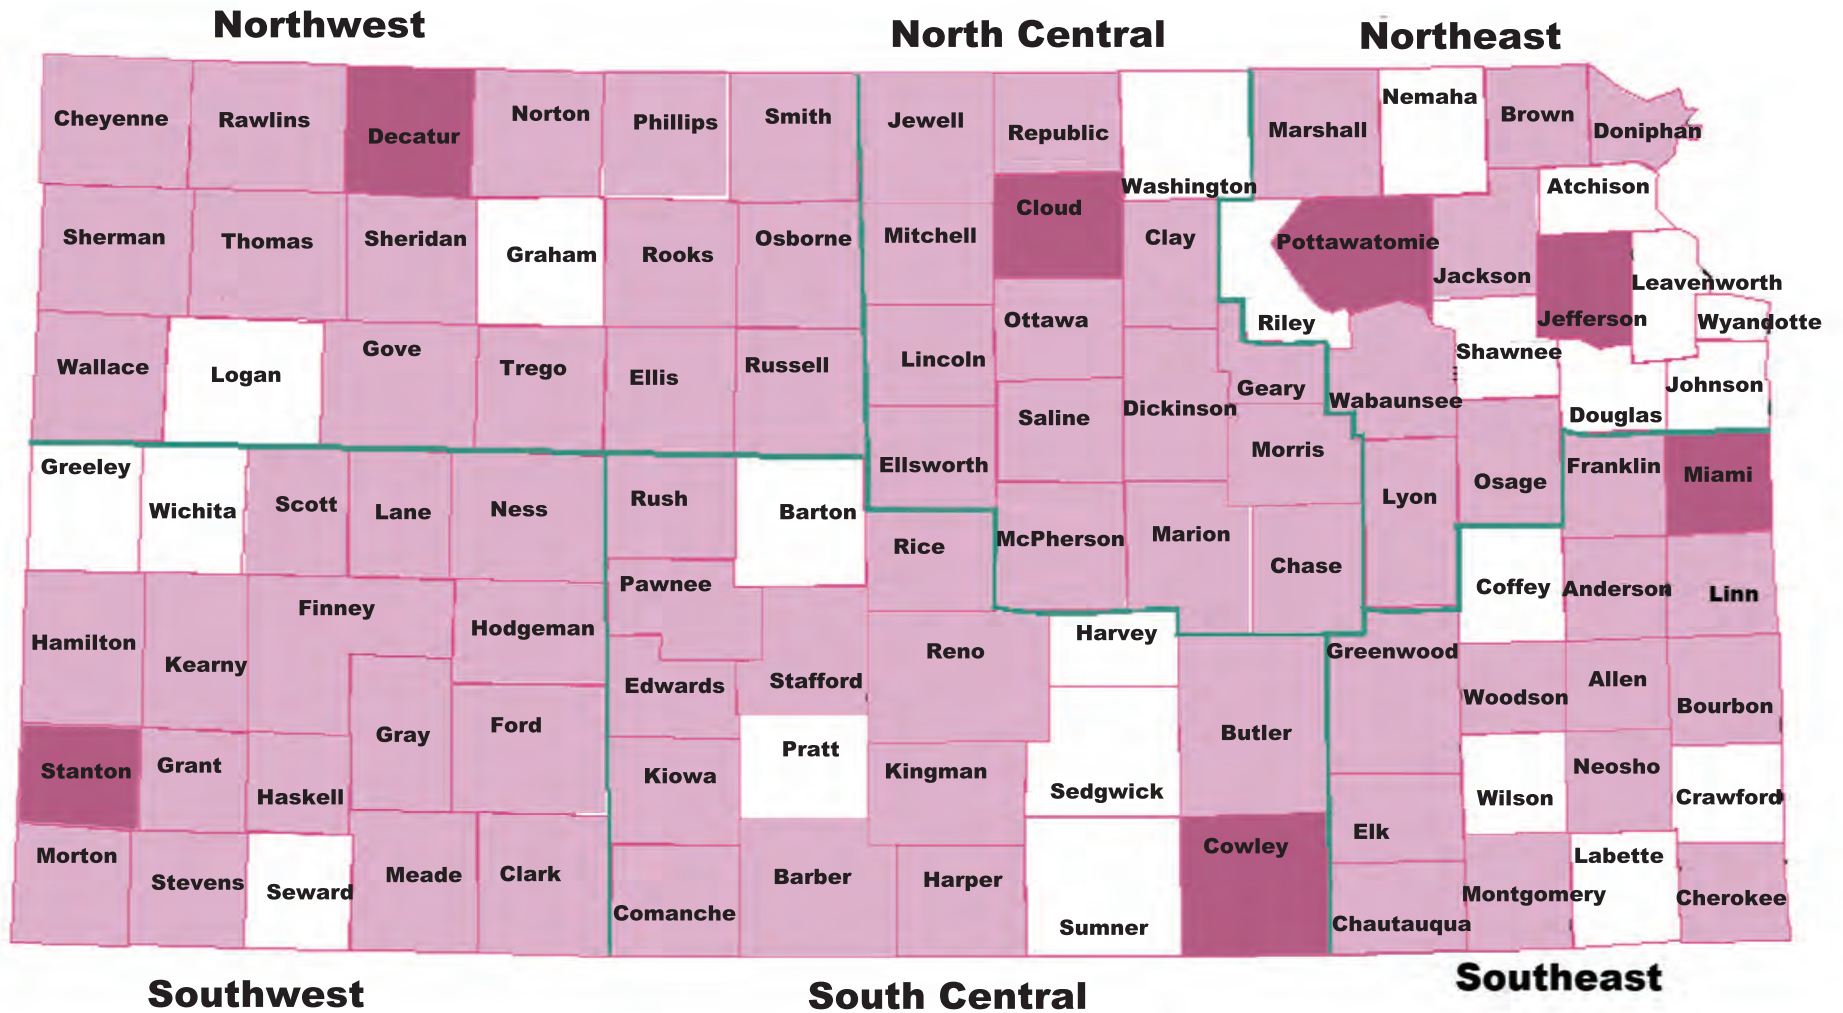 Northwest
North Central
Northeast
Cheyenne
Rawlins
Decatur
Norton
Phillips
Smith
Jewell
Republic
Washington
Marshall
Nemaha
Brown
Doniphan
Atchison
Sherman
Thomas
Sheridan
Graham
Rooks
Osborne
Mitchell
Cloud
Clay
Pottawatomie
Jackson
Leavenworth
Riley
Jefferson
Wyandotte
Wallace
Logan
Gove
Trego
Ellis
Russell
Lincoln
Ottawa
Saline
Dickinson
Geary
Wabaunsee
Shawnee
Douglas
Johnson
Ellsworth
Morris
Greeley
Wichita
Scott
Lane
Ness
Rush
Barton
Rice
McPherson
Marion
Chase
Lyon
Osage
Franklin
Miami
Hamilton
Kearny
Finney
Hodgeman
Pawnee
Edwards
Stafford
Reno
Harvey
Butler
Greenwood
Coffey
Anderson
Linn
Woodson
Allen
Bourbon
Stanton
Grant
Haskell
Gray
Ford
Kiowa
Pratt
Kingman
Sedgwick
Wilson
Neosho
Crawford
Elk
Morton
Stevens
Seward
Meade
Clark
Comanche
Barber
Harper
Sumner
Cowley
Chautauqua
Montgomery
Labette
Cherokee
Southwest
South Central
Southeast